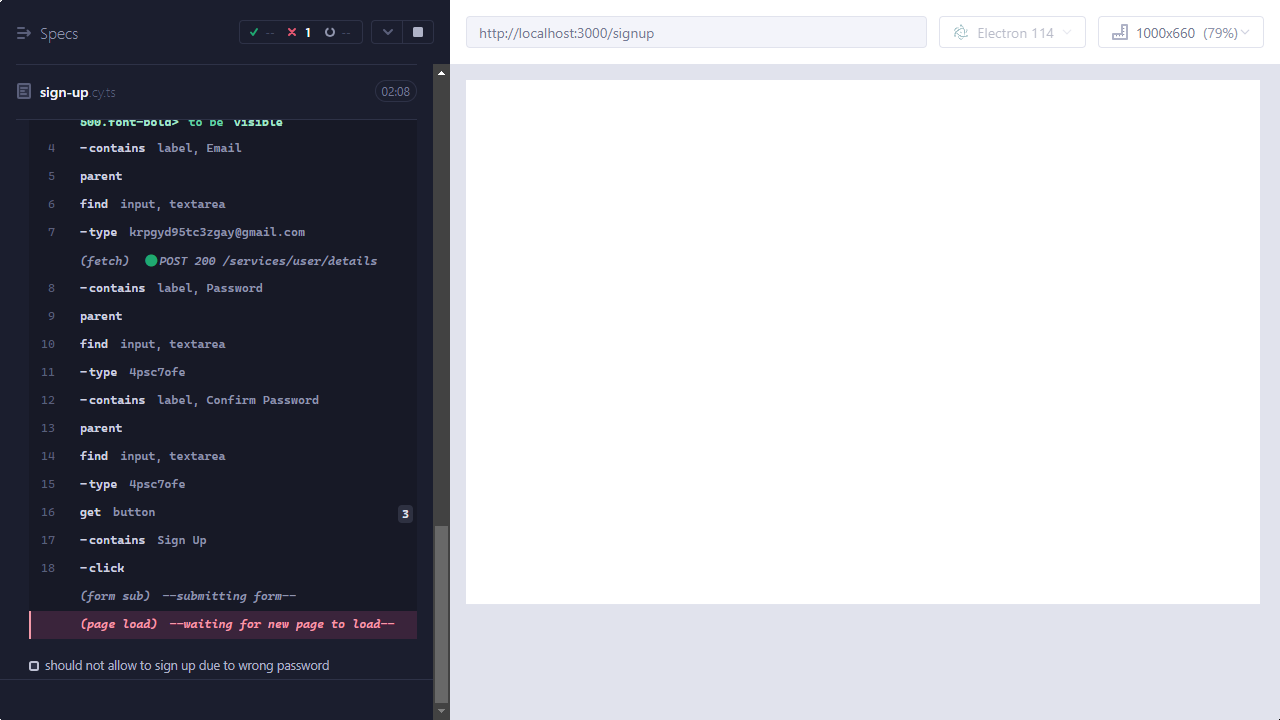 Specs
-- 1 --
http://localhost:3000/signup
Electron 114
1000x660 (79%)
sign-up.cy.ts
02:08
500.font-bold> to be visible
4 -contains label, Email
5 parent
6 find input, textarea
7 -type krpgyd95tc3zgay@gmail.com
(fetch) POST 200 /services/user/details
8 -contains label, Password
9 parent
10 find input, textarea
11 -type 4psc7ofe
12 -contains label, Confirm Password
13 parent
14 find input, textarea
15 -type 4psc7ofe
16 get button 3
17 -contains Sign Up
18 -click
(form sub) --submitting form--
(page load) --waiting for new page to load--
should not allow to sign up due to wrong password